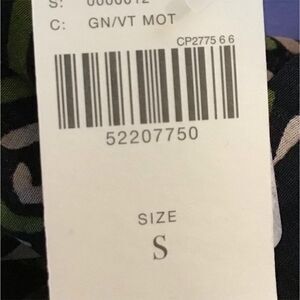 S: 0000012
C: GN/VT MOT
CP2775 6 6
52207750
SIZE
S